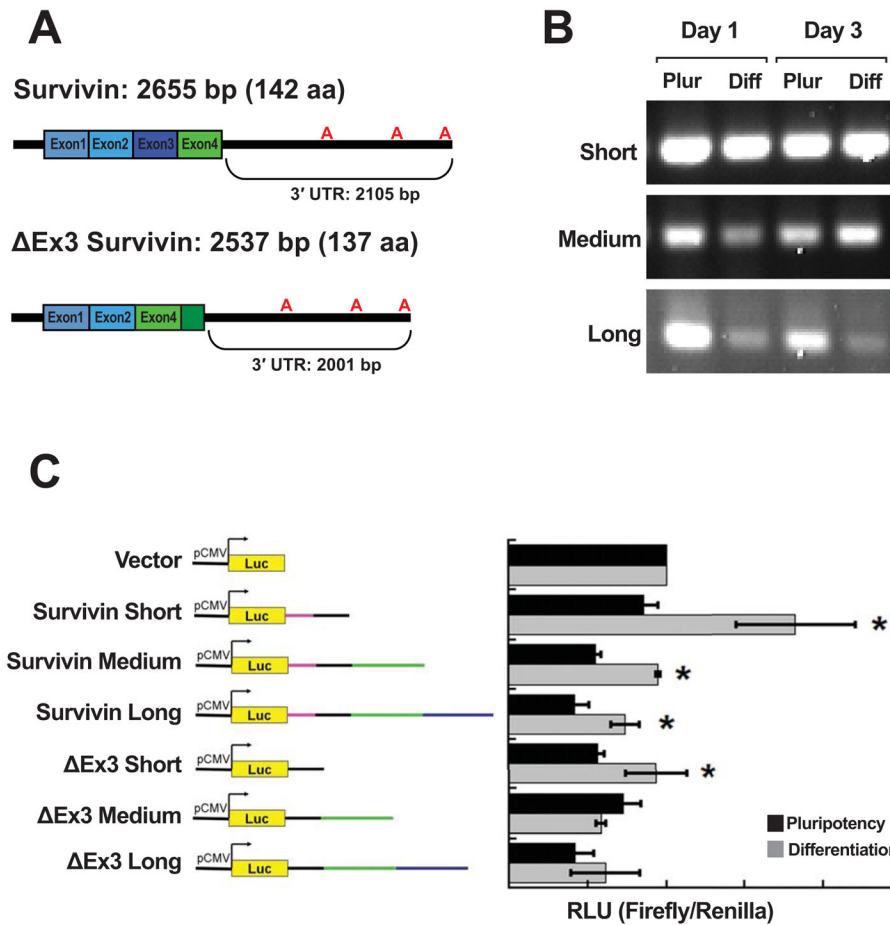 A
Survivin: 2655 bp (142 aa)
Exon1 Exon2 Exon3 Exon4
A A A
3′ UTR: 2105 bp
ΔEx3 Survivin: 2537 bp (137 aa)
Exon1 Exon2 Exon4
A A A
3′ UTR: 2001 bp
B
Day 1 Day 3
Plur Diff Plur Diff
Short
Medium
Long
C
Vector pCMV Luc
Survivin Short pCMV Luc *
Survivin Medium pCMV Luc *
Survivin Long pCMV Luc *
ΔEx3 Short pCMV Luc *
ΔEx3 Medium pCMV Luc
ΔEx3 Long pCMV Luc
Pluripotency
Differentiation
RLU (Firefly/Renilla)